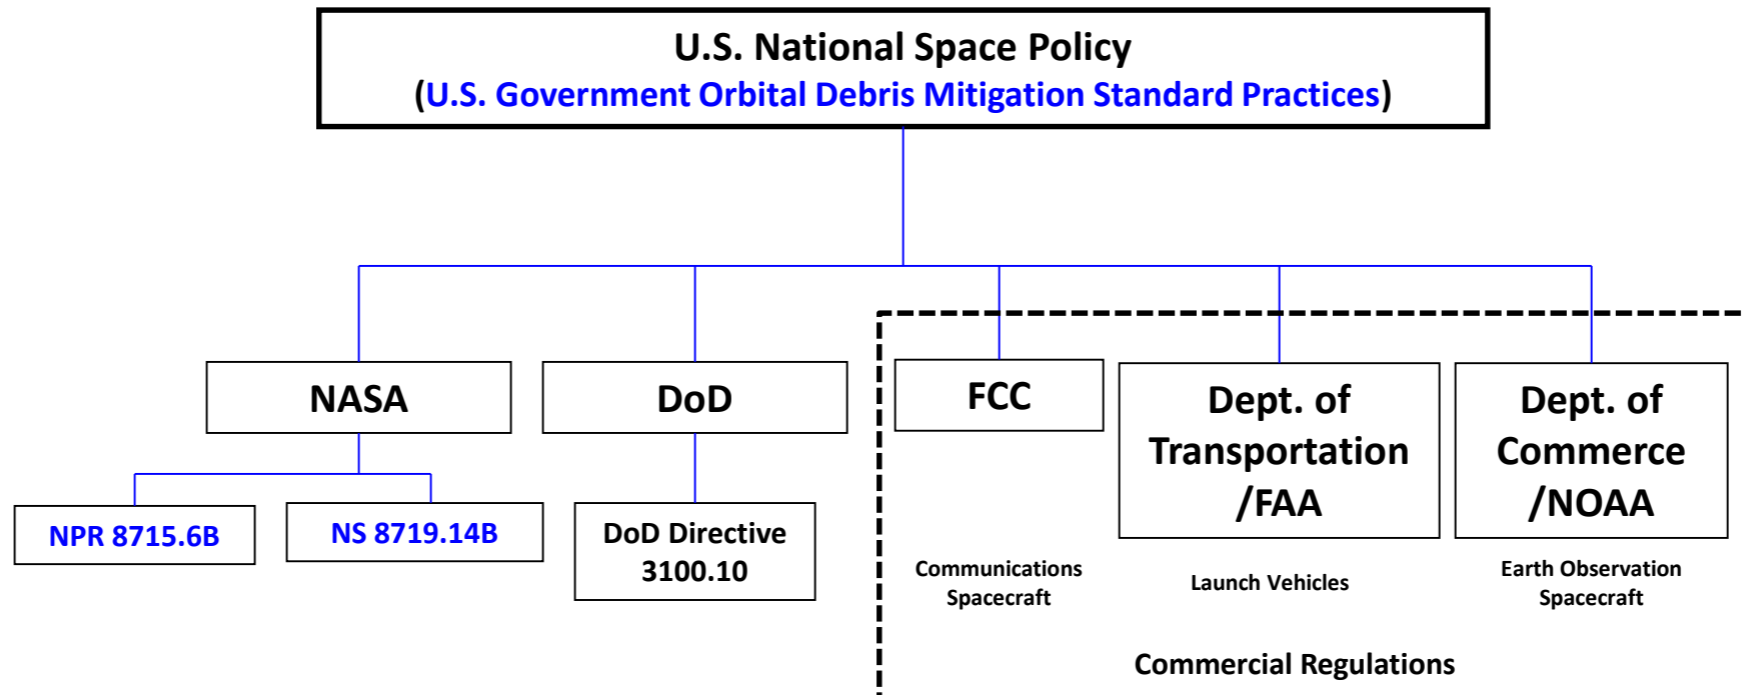 U.S. National Space Policy
(U.S. Government Orbital Debris Mitigation Standard Practices)
NASA
DoD
FCC
Dept. of
Transportation
/FAA
Dept. of
Commerce
/NOAA
NPR 8715.6B
NS 8719.14B
DoD Directive
3100.10
Communications
Spacecraft
Launch Vehicles
Earth Observation
Spacecraft
Commercial Regulations